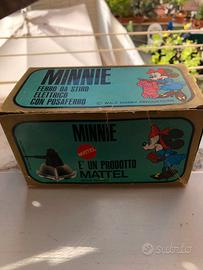 MINNIE
FERRO DA STIRO
ELETTRICO
CON POSAFERRO
© WALT DISNEY PRODUCTIONS
MINNIE
MATTEL
E' UN PRODOTTO
MATTEL
subito